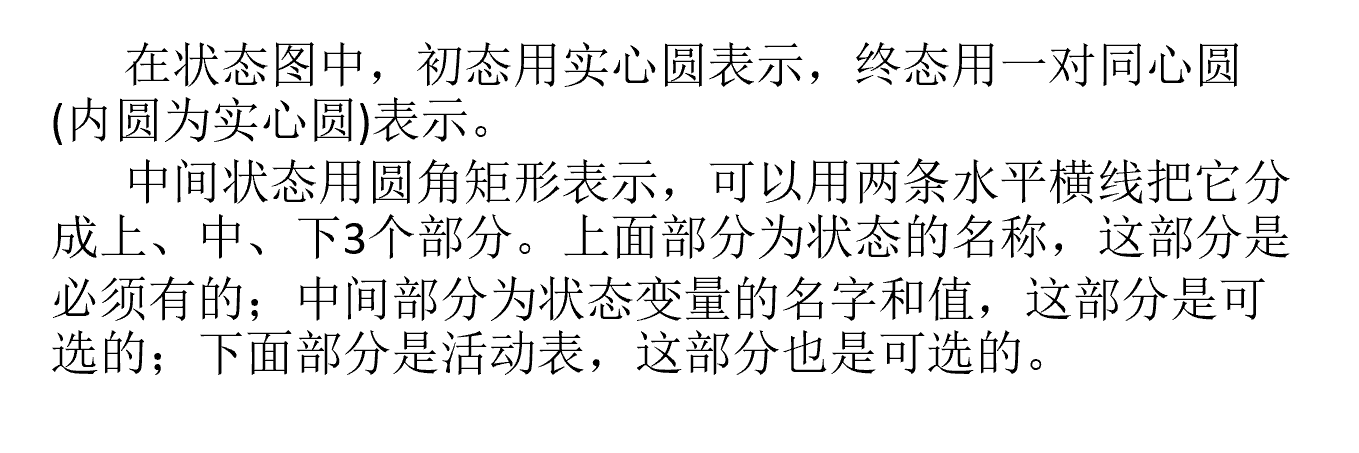 在状态图中，初态用实心圆表示，终态用一对同心圆
(内圆为实心圆)表示。
中间状态用圆角矩形表示，可以用两条水平横线把它分
成上、中、下3个部分。上面部分为状态的名称，这部分是
必须有的；中间部分为状态变量的名字和值，这部分是可
选的；下面部分是活动表，这部分也是可选的。